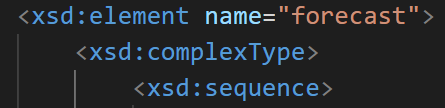 <xsd:element name="forecast">
<xsd:complexType>
<xsd:sequence>